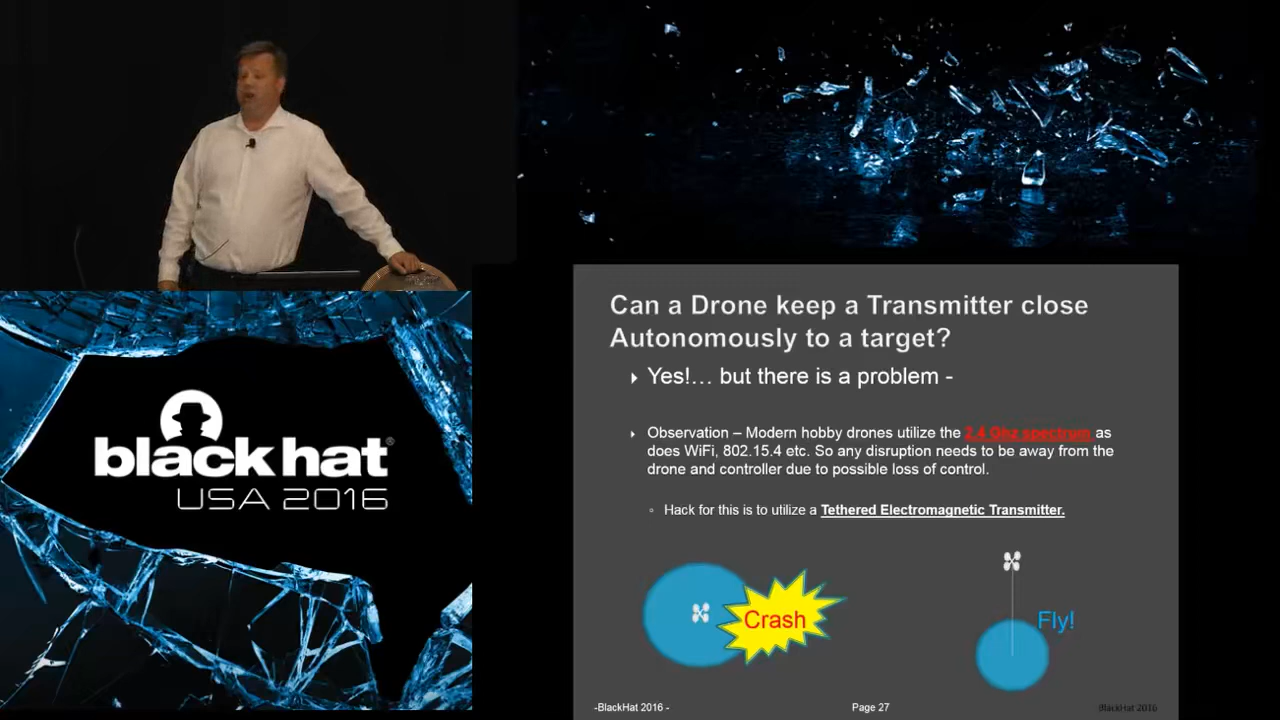 black hat®
USA 2016
Can a Drone keep a Transmitter close
Autonomously to a target?
Yes!… but there is a problem -
Observation – Modern hobby drones utilize the 2.4 Ghz spectrum as
does WiFi, 802.15.4 etc. So any disruption needs to be away from the
drone and controller due to possible loss of control.
Hack for this is to utilize a Tethered Electromagnetic Transmitter.
Crash
Fly!
-BlackHat 2016 -
Page 27
BlackHat 2016